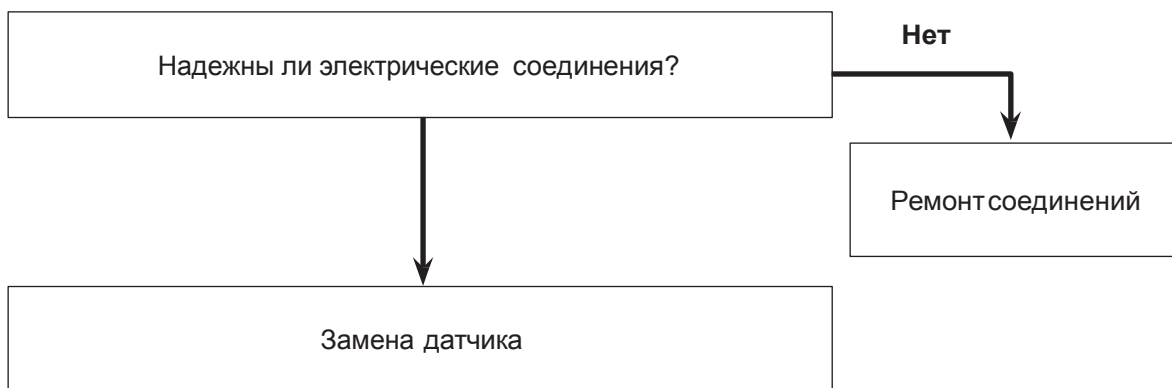 Надежны ли электрические соединения?
Нет
Ремонт соединений
Замена датчика